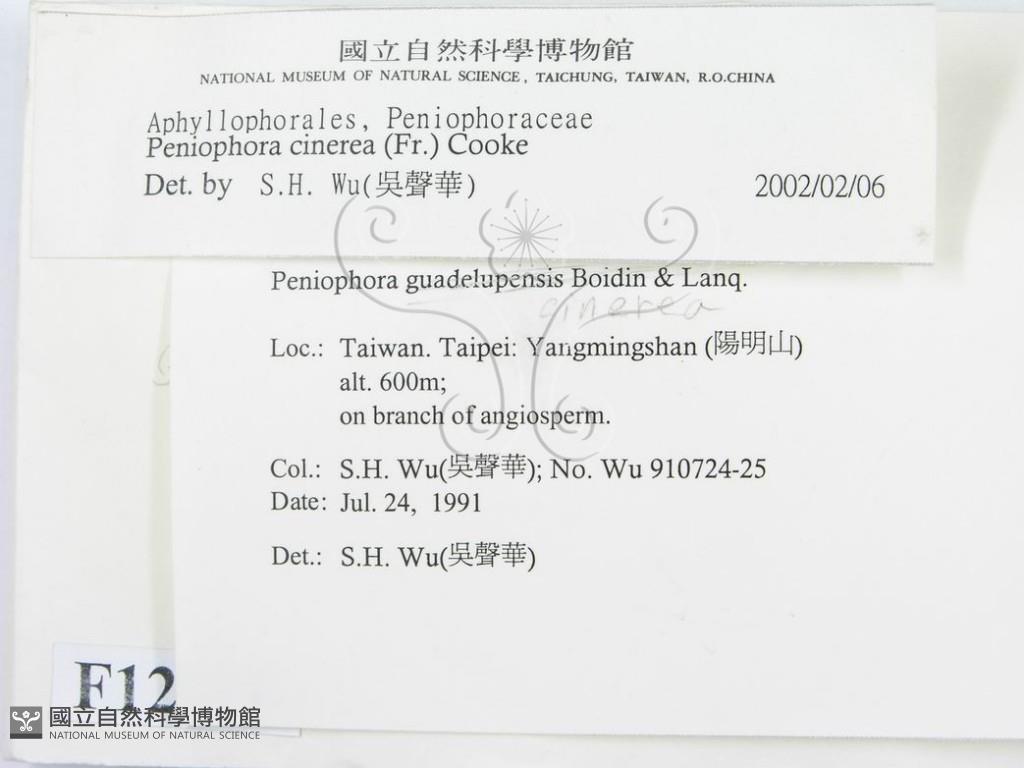 國立自然科學博物館
NATIONAL MUSEUM OF NATURAL SCIENCE, TAICHUNG, TAIWAN, R.O.CHINA
Aphyllophorales, Peniophoraceae
Peniophora cinerea (Fr.) Cooke
Det. by S.H. Wu(吳聲華) 2002/02/06
Peniophora guadelupensis Boidin & Lanq.
cinerea
Loc.: Taiwan. Taipei: Yangmingshan (陽明山)
alt. 600m;
on branch of angiosperm.
Col.: S.H. Wu(吳聲華); No. Wu 910724-25
Date: Jul. 24, 1991
Det.: S.H. Wu(吳聲華)
F12
國立自然科學博物館
NATIONAL MUSEUM OF NATURAL SCIENCE